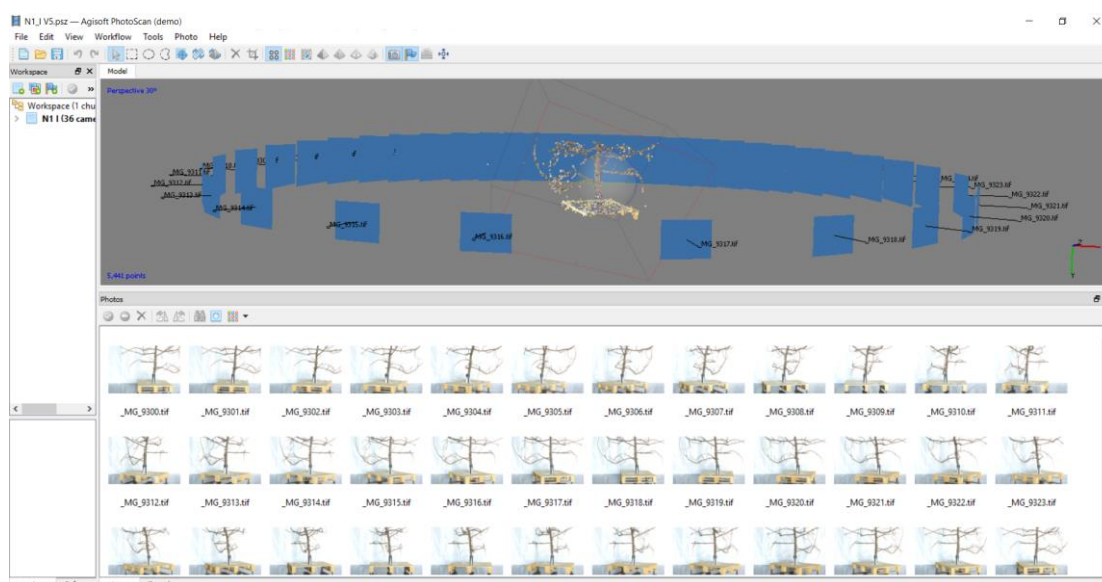 N1_I V5.psz — Agisoft PhotoScan (demo)
File Edit View Workflow Tools Photo Help
Workspace
Model
Workspace (1 chu
N1 I (36 came
Perspective 30°
_MG_9311.tif
_MG_9312.tif
_MG_9313.tif
_MG_9314.tif
_MG_9315.tif
_MG_9316.tif
_MG_9317.tif
_MG_9318.tif
_MG_9319.tif
_MG_9320.tif
_MG_9321.tif
_MG_9322.tif
_MG_9323.tif
Z
Y
5,441 points
Photos
_MG_9300.tif _MG_9301.tif _MG_9302.tif _MG_9303.tif _MG_9304.tif _MG_9305.tif _MG_9306.tif _MG_9307.tif _MG_9308.tif _MG_9309.tif _MG_9310.tif _MG_9311.tif
_MG_9312.tif _MG_9313.tif _MG_9314.tif _MG_9315.tif _MG_9316.tif _MG_9317.tif _MG_9318.tif _MG_9319.tif _MG_9320.tif _MG_9321.tif _MG_9322.tif _MG_9323.tif